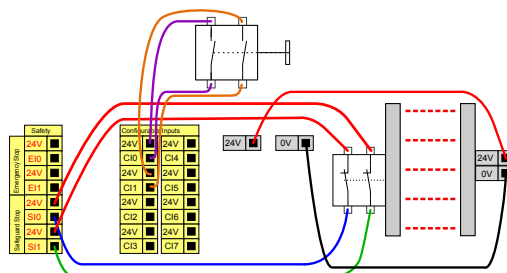 Safety
Emergency Stop
24V
EI0
24V
EI1
Safeguard Stop
24V
SI0
24V
SI1
Configurable Inputs
24V 24V
CI0 CI4
24V 24V
CI1 CI5
24V 24V
CI2 CI6
24V 24V
CI3 CI7
24V
0V
24V
0V